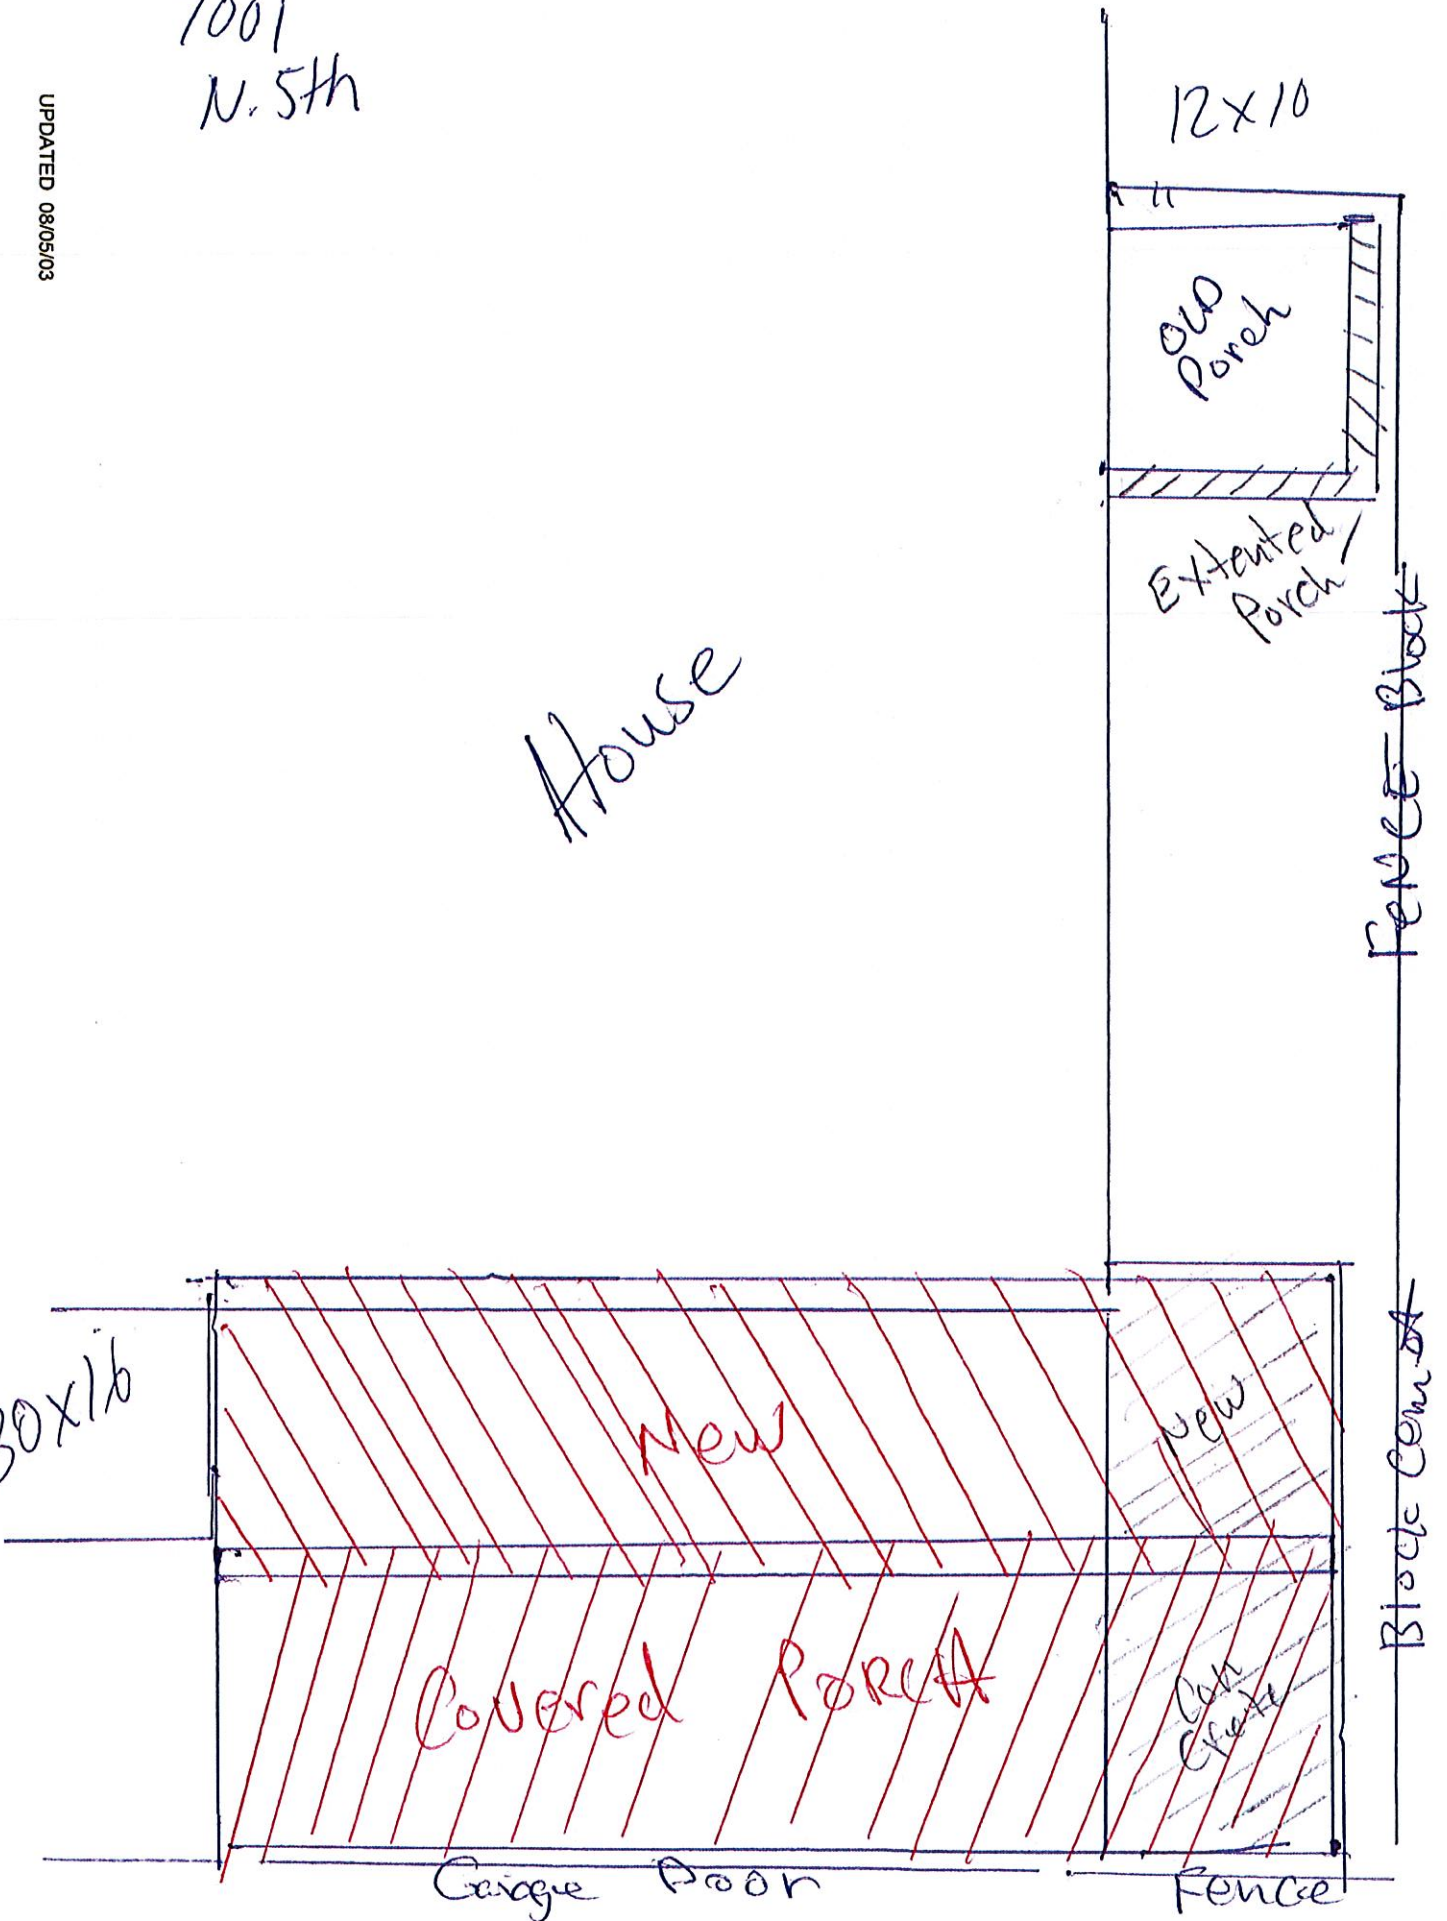 1001
N. 5th
UPDATED 08/05/03
12x10
OLD
Porch
Extented
Porch
House
FENCE Block
30x16
New
New
Block Cement
Covered PORCH
Con
crete
Garage Door
Fence